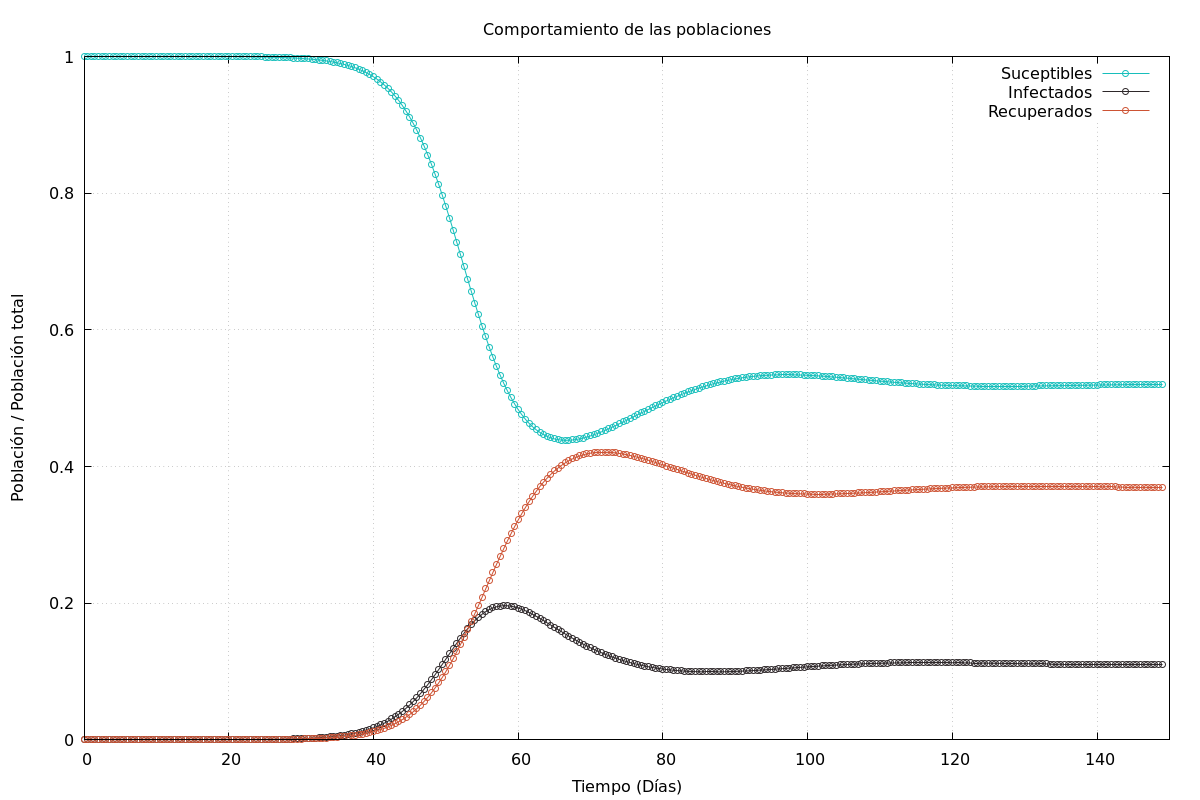 Comportamiento de las poblaciones
Suceptibles
Infectados
Recuperados
1
0.8
0.6
0.4
0.2
0
Población / Población total
0 20 40 60 80 100 120 140
Tiempo (Días)